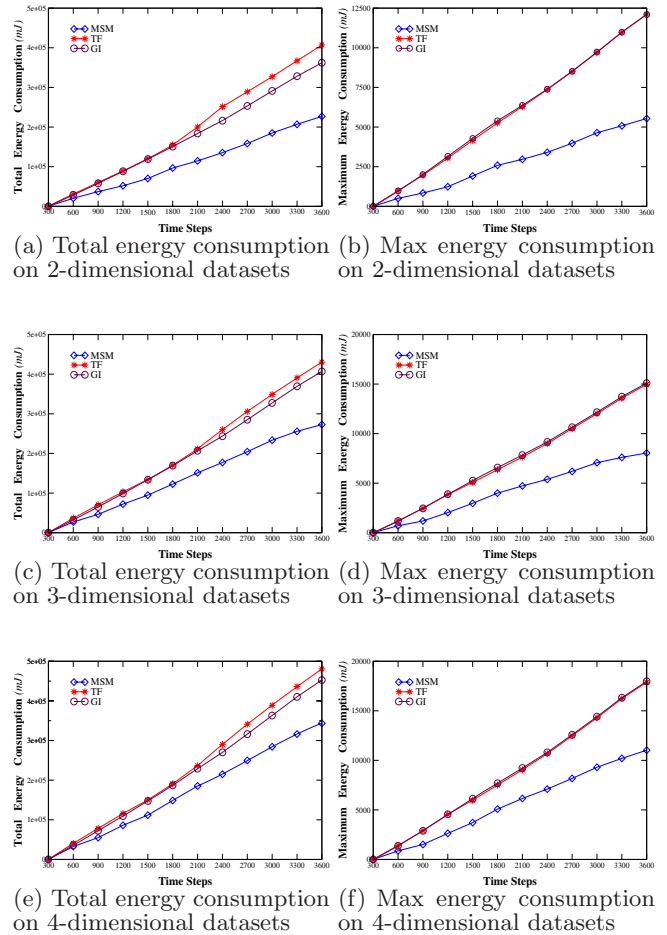 5e+05
4e+05
3e+05
2e+05
1e+05
0
Total Energy Consumption (mJ)
MSM
TF
GI
300 600 900 1200 1500 1800 2100 2400 2700 3000 3300 3600
Time Steps
(a) Total energy consumption
on 2-dimensional datasets
12500
10000
7500
5000
2500
0
Maximum Energy Consumption (mJ)
MSM
TF
GI
300 600 900 1200 1500 1800 2100 2400 2700 3000 3300 3600
Time Steps
(b) Max energy consumption
on 2-dimensional datasets
5e+05
4e+05
3e+05
2e+05
1e+05
0
Total Energy Consumption (mJ)
MSM
TF
GI
300 600 900 1200 1500 1800 2100 2400 2700 3000 3300 3600
Time Steps
(c) Total energy consumption
on 3-dimensional datasets
20000
15000
10000
5000
0
Maximum Energy Consumption (mJ)
MSM
TF
GI
300 600 900 1200 1500 1800 2100 2400 2700 3000 3300 3600
Time Steps
(d) Max energy consumption
on 3-dimensional datasets
5e+05
5e+05
4e+05
4e+05
3e+05
2e+05
1e+05
0
Total Energy Consumption (mJ)
MSM
TF
GI
300 600 900 1200 1500 1800 2100 2400 2700 3000 3300 3600
Time Steps
(e) Total energy consumption
on 4-dimensional datasets
20000
15000
10000
5000
0
Maximum Energy Consumption (mJ)
MSM
TF
GI
300 600 900 1200 1500 1800 2100 2400 2700 3000 3300 3600
Time Steps
(f) Max energy consumption
on 4-dimensional datasets